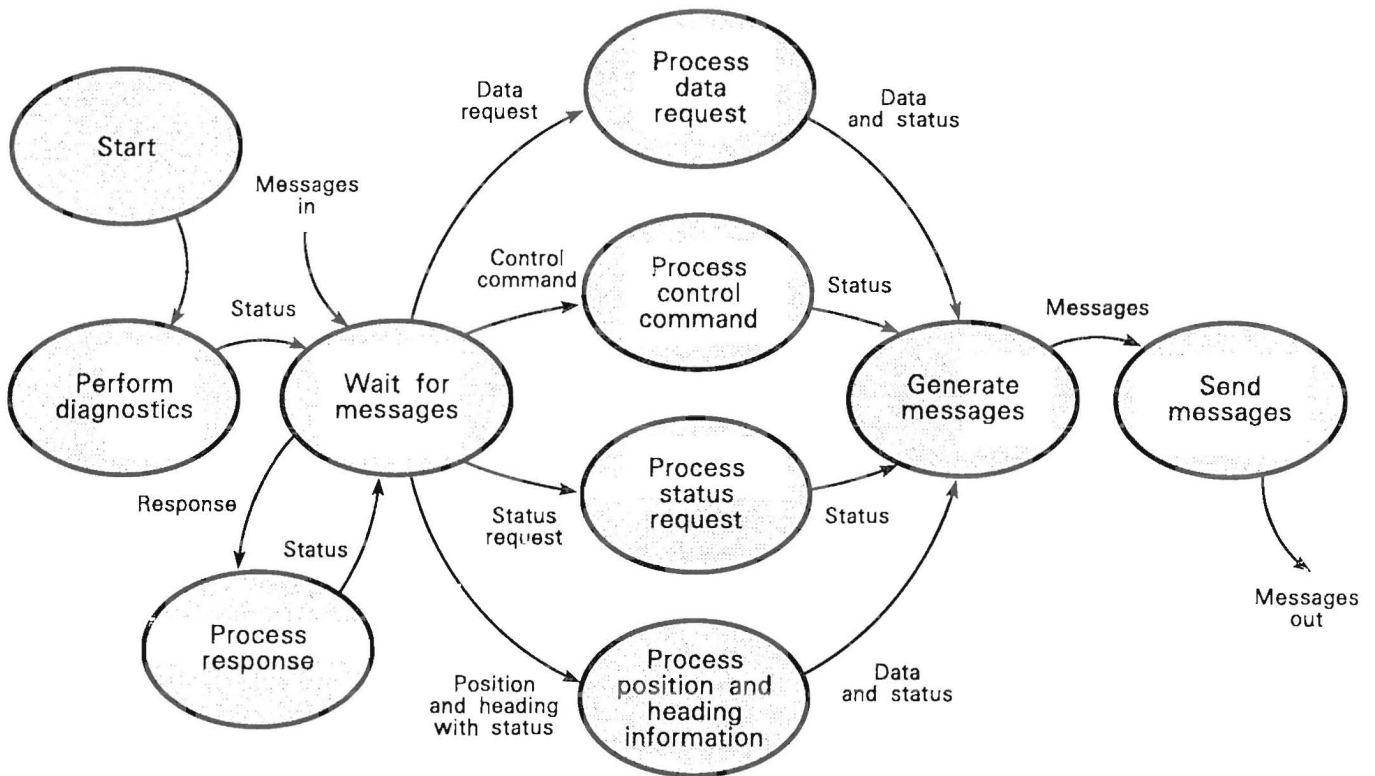 Process
data
request
Data
request
Data
and status
Start
Messages
in
Control
command
Process
control
command
Status
Status
Messages
Perform
diagnostics
Wait for
messages
Generate
messages
Send
messages
Response
Status
Status
request
Process
status
request
Status
Messages
out
Process
response
Position
and heading
with status
Process
position and
heading
information
Data
and status